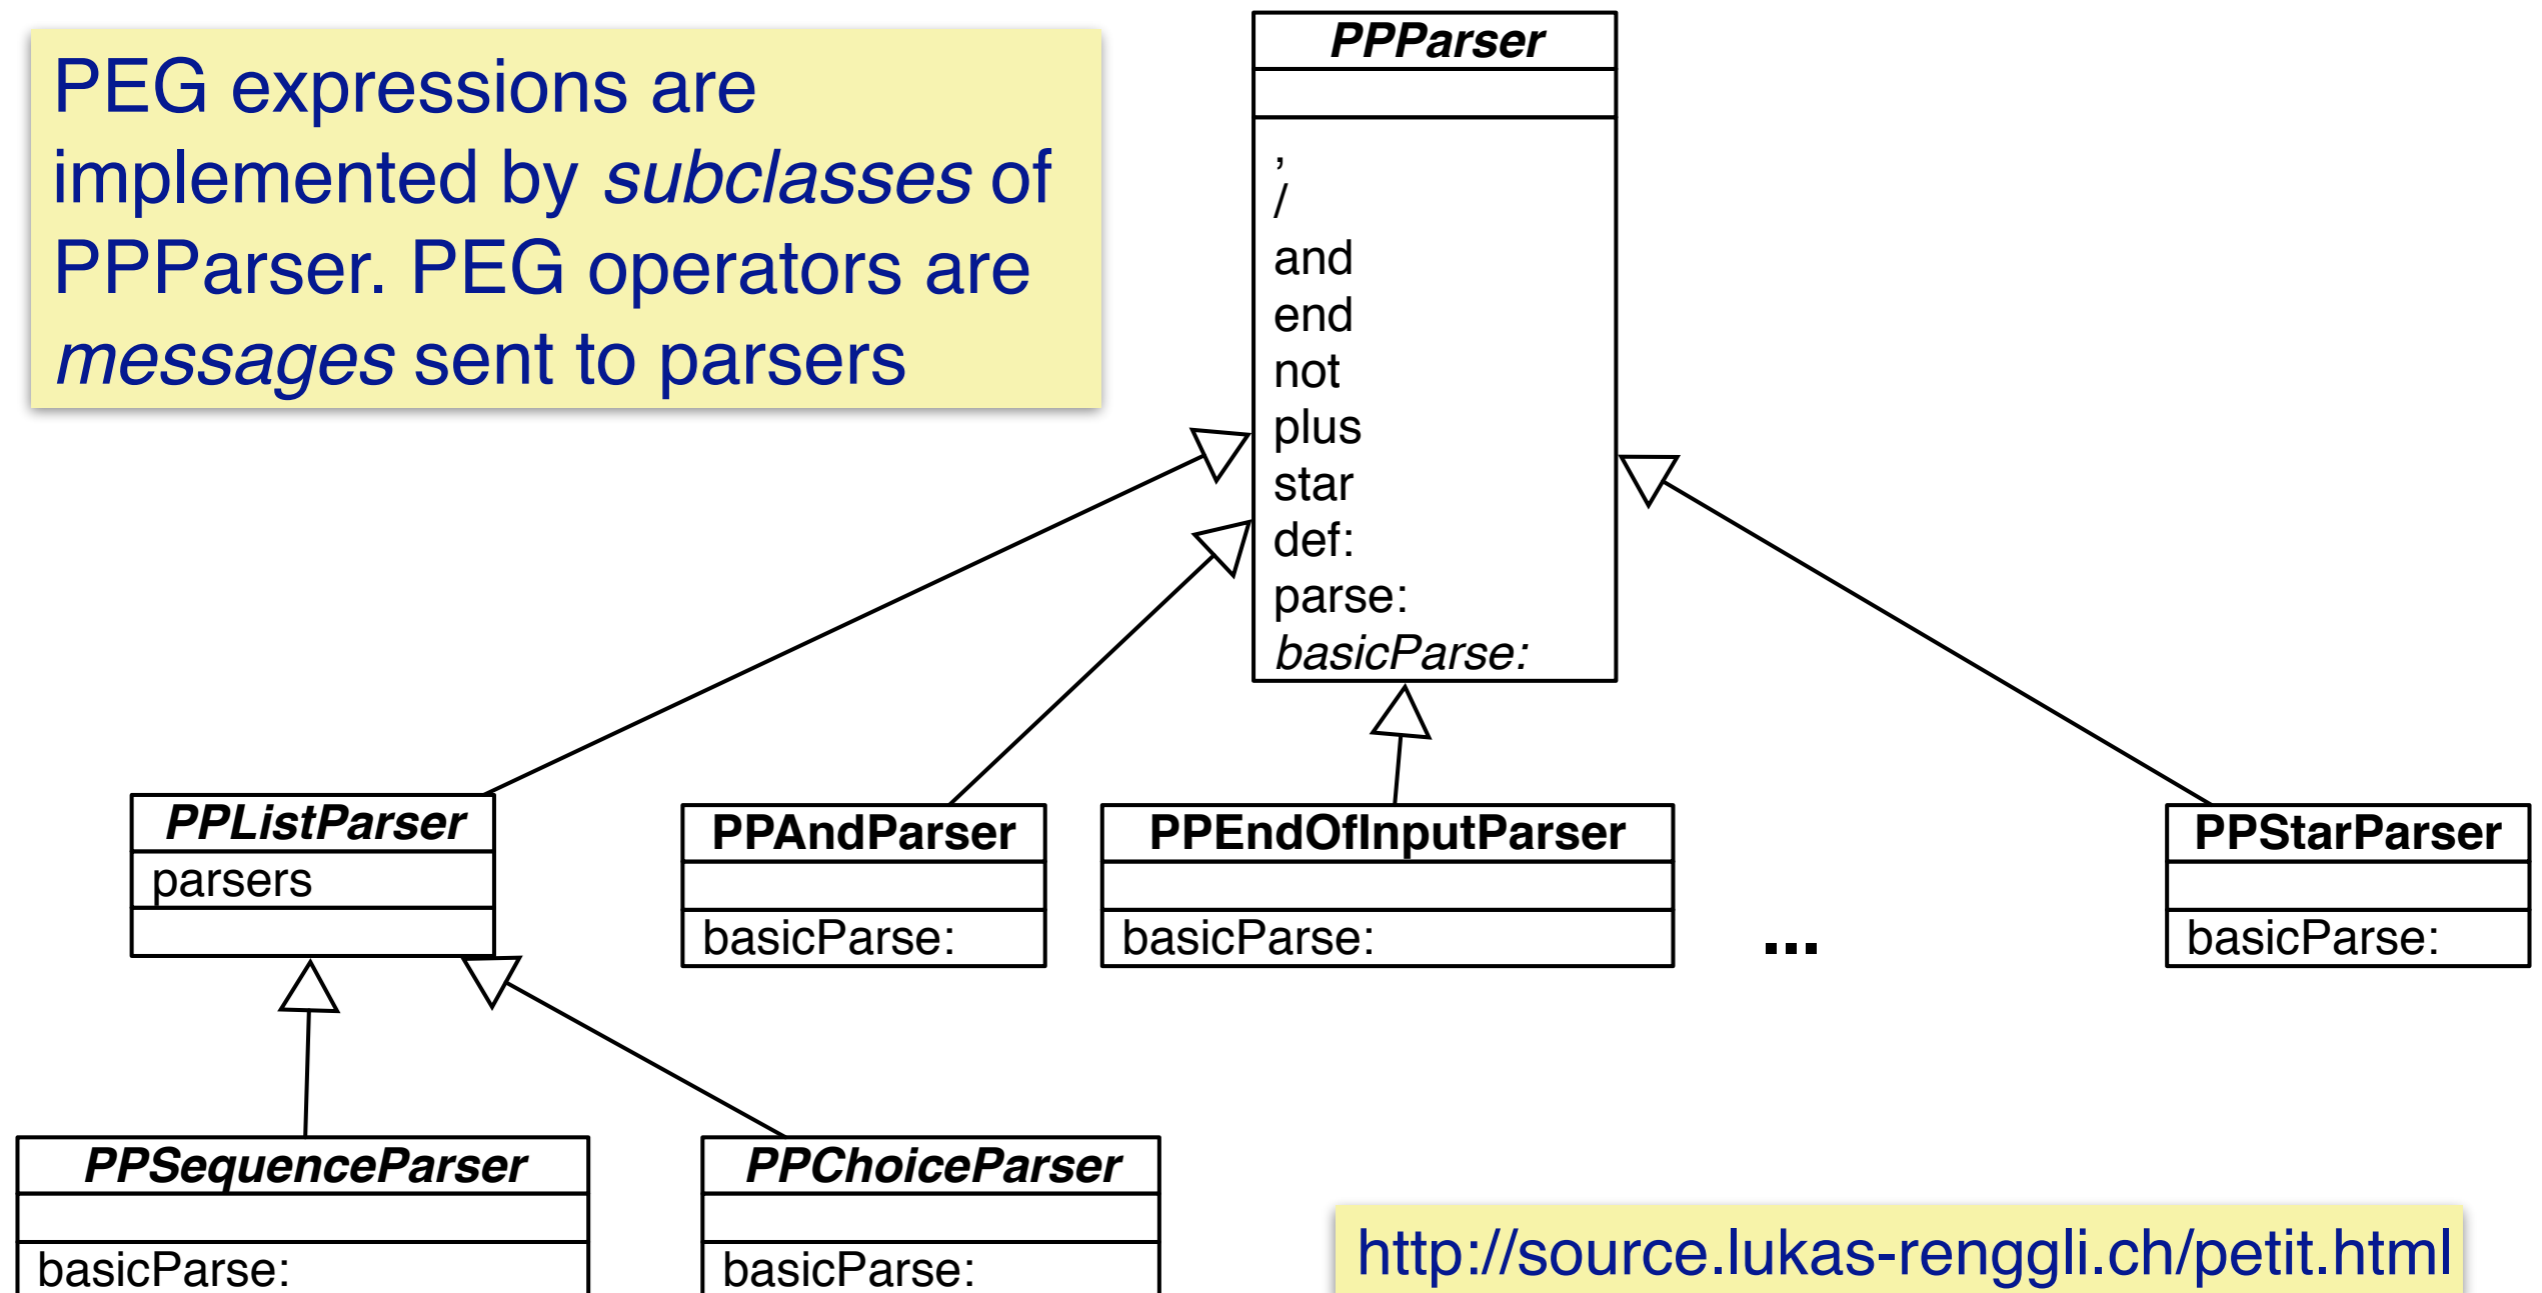 PEG expressions are
implemented by subclasses of
PPParser. PEG operators are
messages sent to parsers
PPParser
,
/
and
end
not
plus
star
def:
parse:
basicParse:
PPListParser
parsers
PPAndParser
basicParse:
PPEndOfInputParser
basicParse:
...
PPStarParser
basicParse:
PPSequenceParser
basicParse:
PPChoiceParser
basicParse:
http://source.lukas-renggli.ch/petit.html